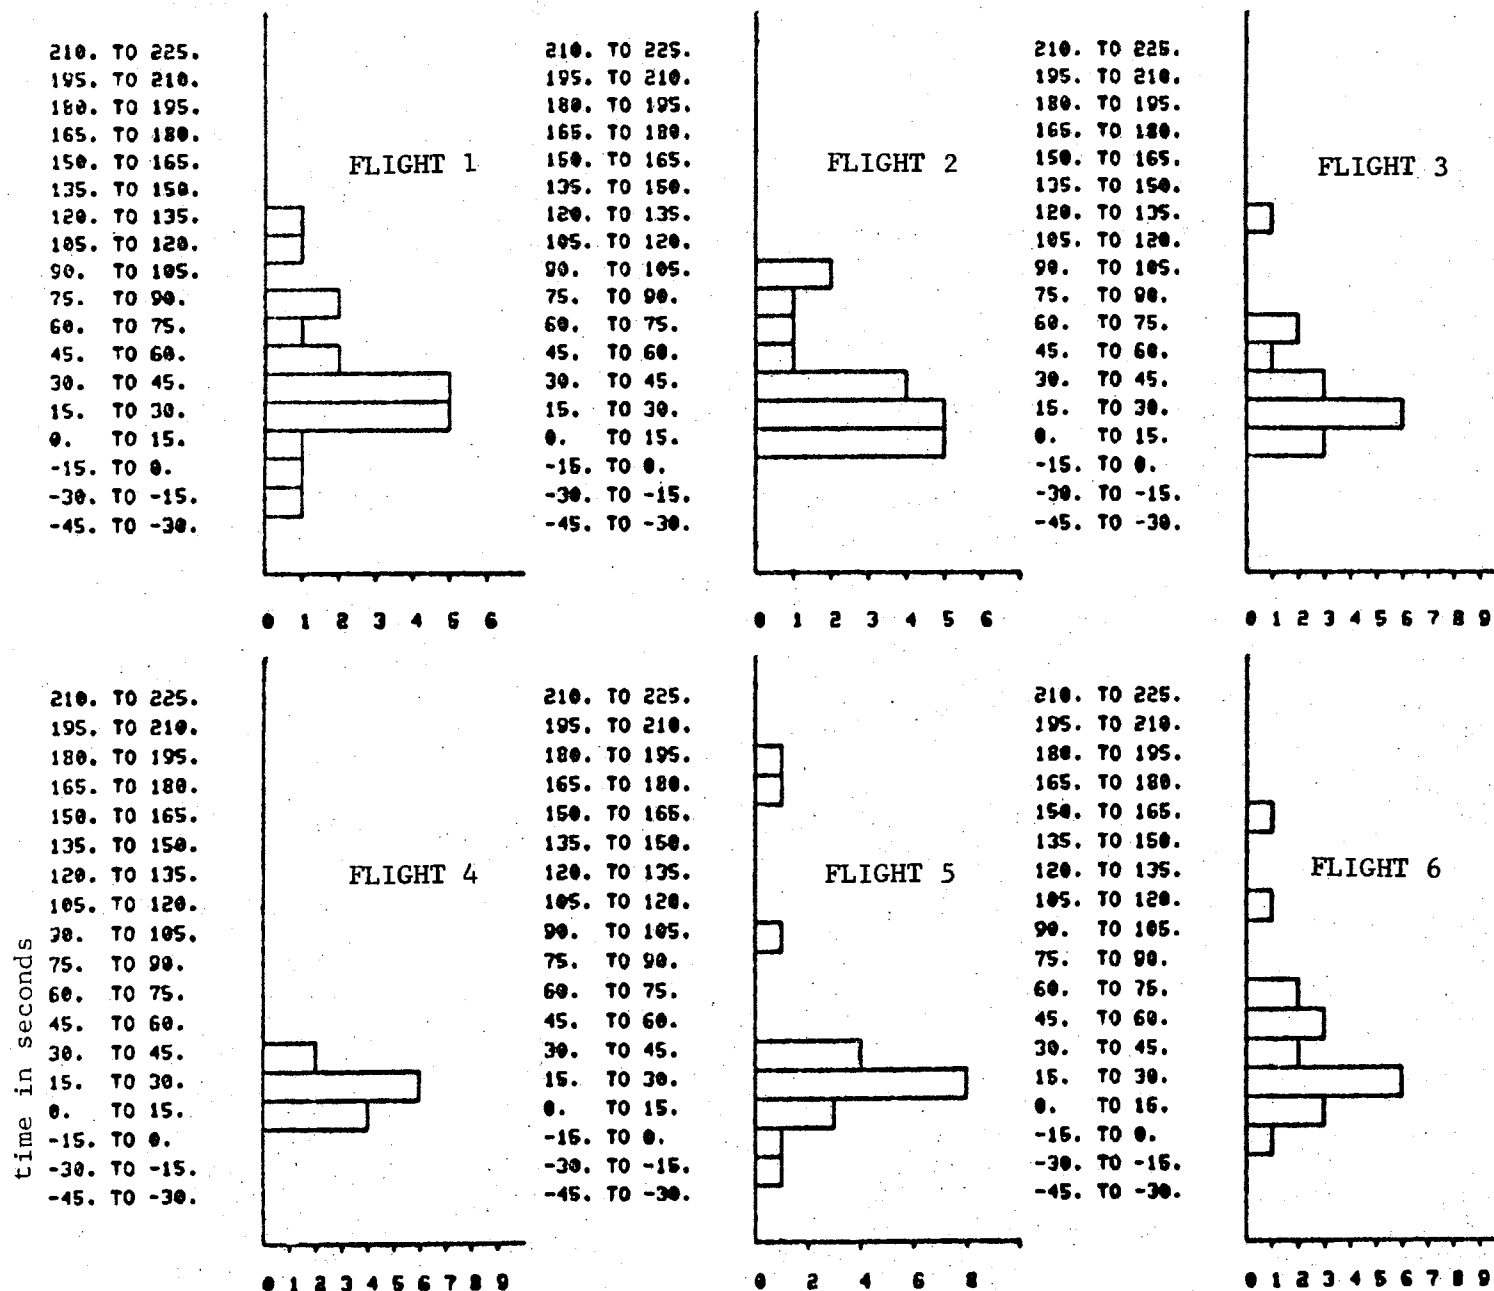 210. TO 225.
195. TO 210.
180. TO 195.
165. TO 180.
150. TO 165.
135. TO 150.
120. TO 135.
105. TO 120.
90. TO 105.
75. TO 90.
60. TO 75.
45. TO 60.
30. TO 45.
15. TO 30.
0. TO 15.
-15. TO 0.
-30. TO -15.
-45. TO -30.
FLIGHT 1
0 1 2 3 4 5 6
210. TO 225.
195. TO 210.
180. TO 195.
165. TO 180.
150. TO 165.
135. TO 150.
120. TO 135.
105. TO 120.
90. TO 105.
75. TO 90.
60. TO 75.
45. TO 60.
30. TO 45.
15. TO 30.
0. TO 15.
-15. TO 0.
-30. TO -15.
-45. TO -30.
FLIGHT 2
0 1 2 3 4 5 6
210. TO 225.
195. TO 210.
180. TO 195.
165. TO 180.
150. TO 165.
135. TO 150.
120. TO 135.
105. TO 120.
90. TO 105.
75. TO 90.
60. TO 75.
45. TO 60.
30. TO 45.
15. TO 30.
0. TO 15.
-15. TO 0.
-30. TO -15.
-45. TO -30.
FLIGHT 3
0 1 2 3 4 5 6 7 8 9
time in seconds
210. TO 225.
195. TO 210.
180. TO 195.
165. TO 180.
150. TO 165.
135. TO 150.
120. TO 135.
105. TO 120.
90. TO 105.
75. TO 90.
60. TO 75.
45. TO 60.
30. TO 45.
15. TO 30.
0. TO 15.
-15. TO 0.
-30. TO -15.
-45. TO -30.
FLIGHT 4
0 1 2 3 4 5 6 7 8 9
210. TO 225.
195. TO 210.
180. TO 195.
165. TO 180.
150. TO 165.
135. TO 150.
120. TO 135.
105. TO 120.
90. TO 105.
75. TO 90.
60. TO 75.
45. TO 60.
30. TO 45.
15. TO 30.
0. TO 15.
-15. TO 0.
-30. TO -15.
-45. TO -30.
FLIGHT 5
0 2 4 6 8
210. TO 225.
195. TO 210.
180. TO 195.
165. TO 180.
150. TO 165.
135. TO 150.
120. TO 135.
105. TO 120.
90. TO 105.
75. TO 90.
60. TO 75.
45. TO 60.
30. TO 45.
15. TO 30.
0. TO 15.
-15. TO 0.
-30. TO -15.
-45. TO -30.
FLIGHT 6
0 1 2 3 4 5 6 7 8 9